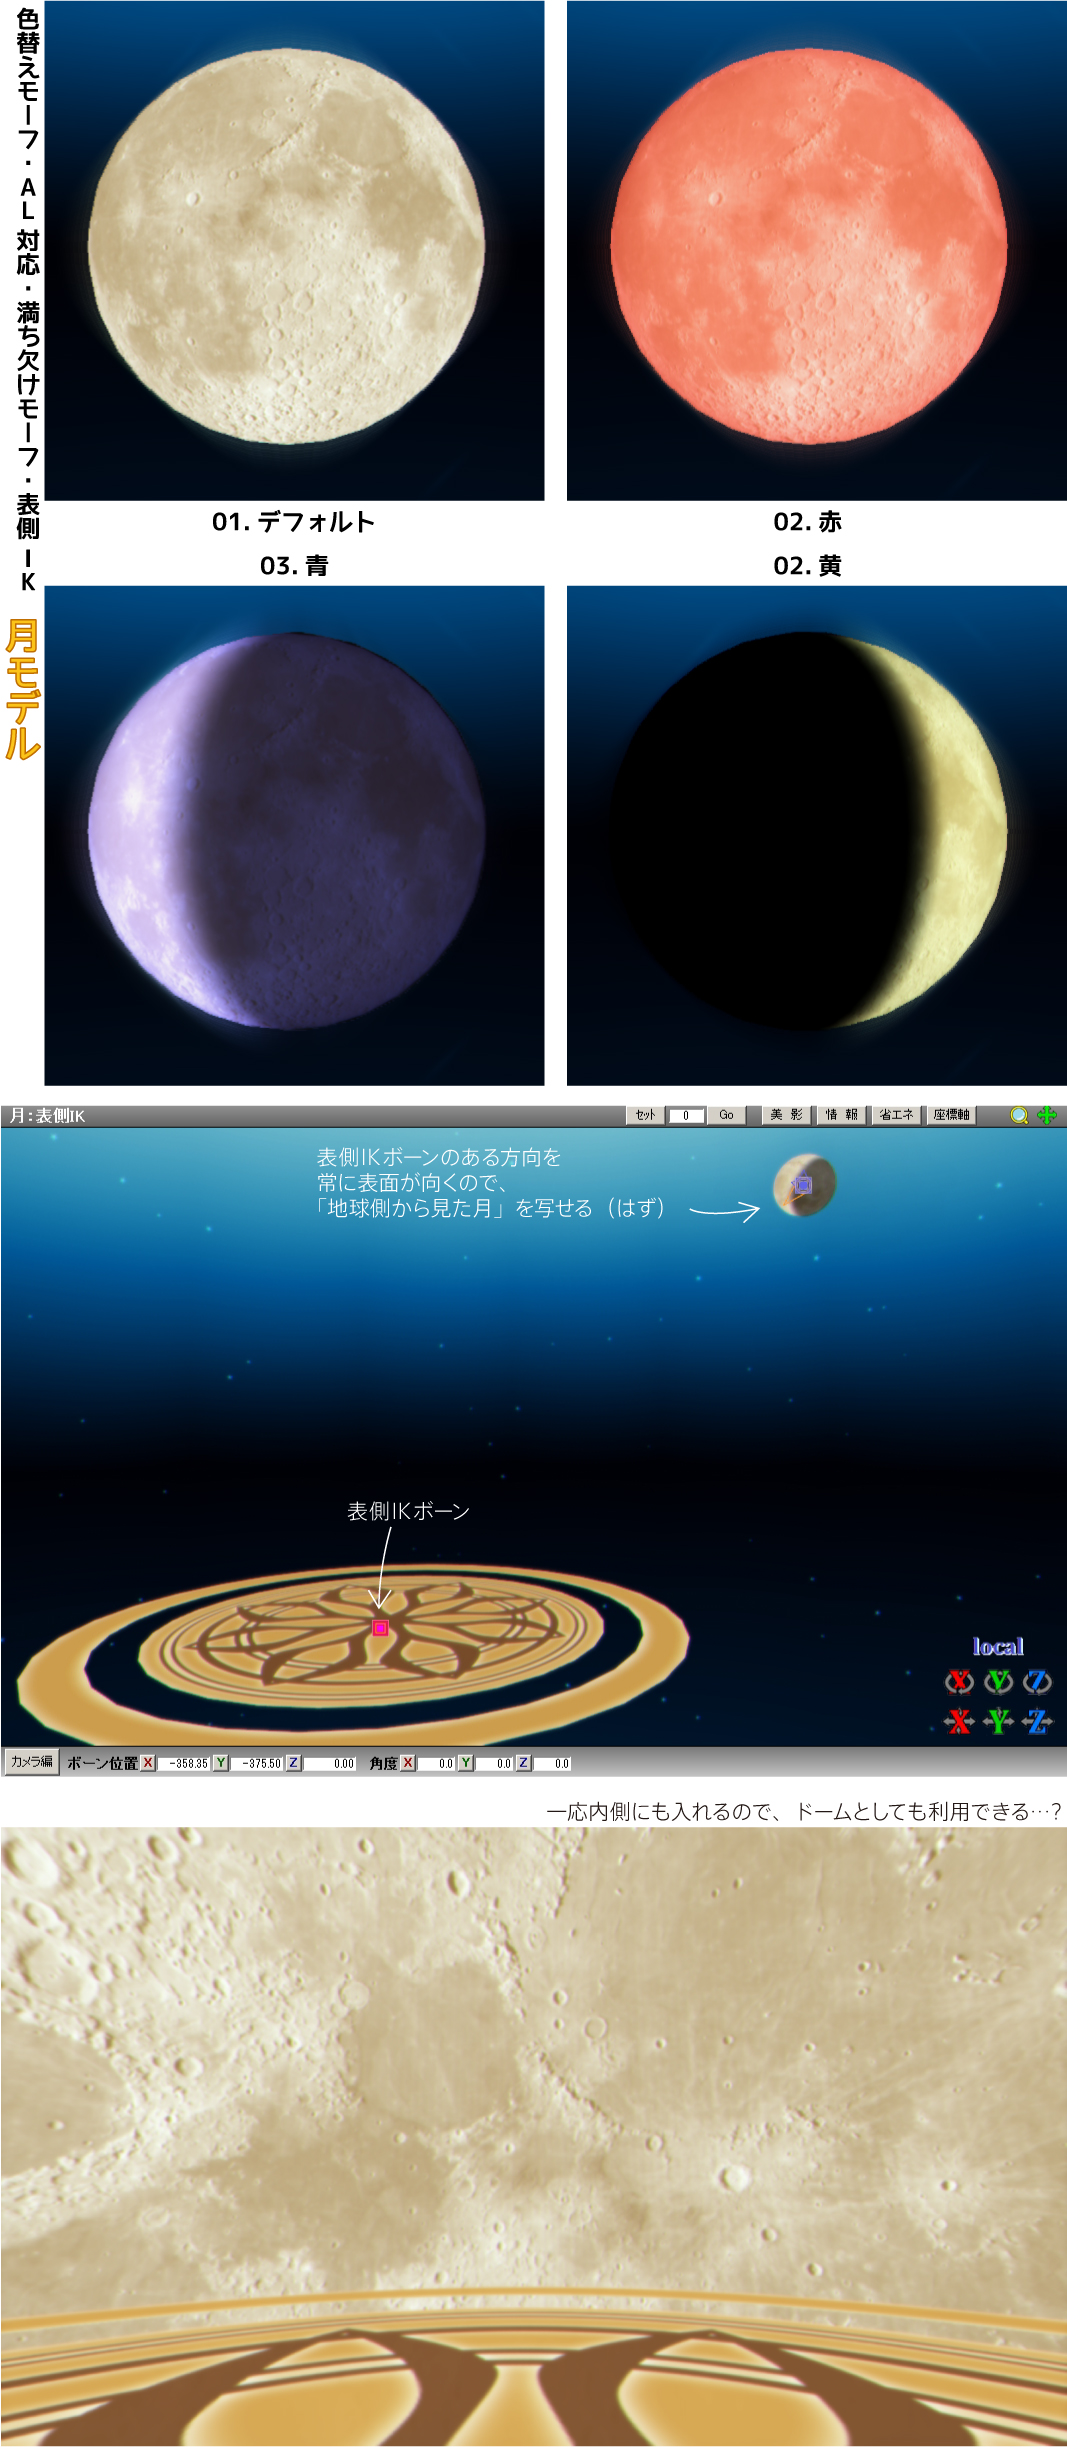 色替えモーフ・AL対応・満ち欠けモーフ・表側IK
月モデル
01. デフォルト
02. 赤
03. 青
02. 黄
月：表側IK
セット 0 Go 美 影 情 報 省エネ 座標軸
表側IKボーンのある方向を
常に表面が向くので、
「地球側から見た月」を写せる（はず）
表側IKボーン
local
X Y Z
X Y Z
カメラ編 ボーン位置 X -358.35 Y -375.50 Z 0.00 角度 X 0.0 Y 0.0 Z 0.0
一応内側にも入れるので、ドームとしても利用できる…？